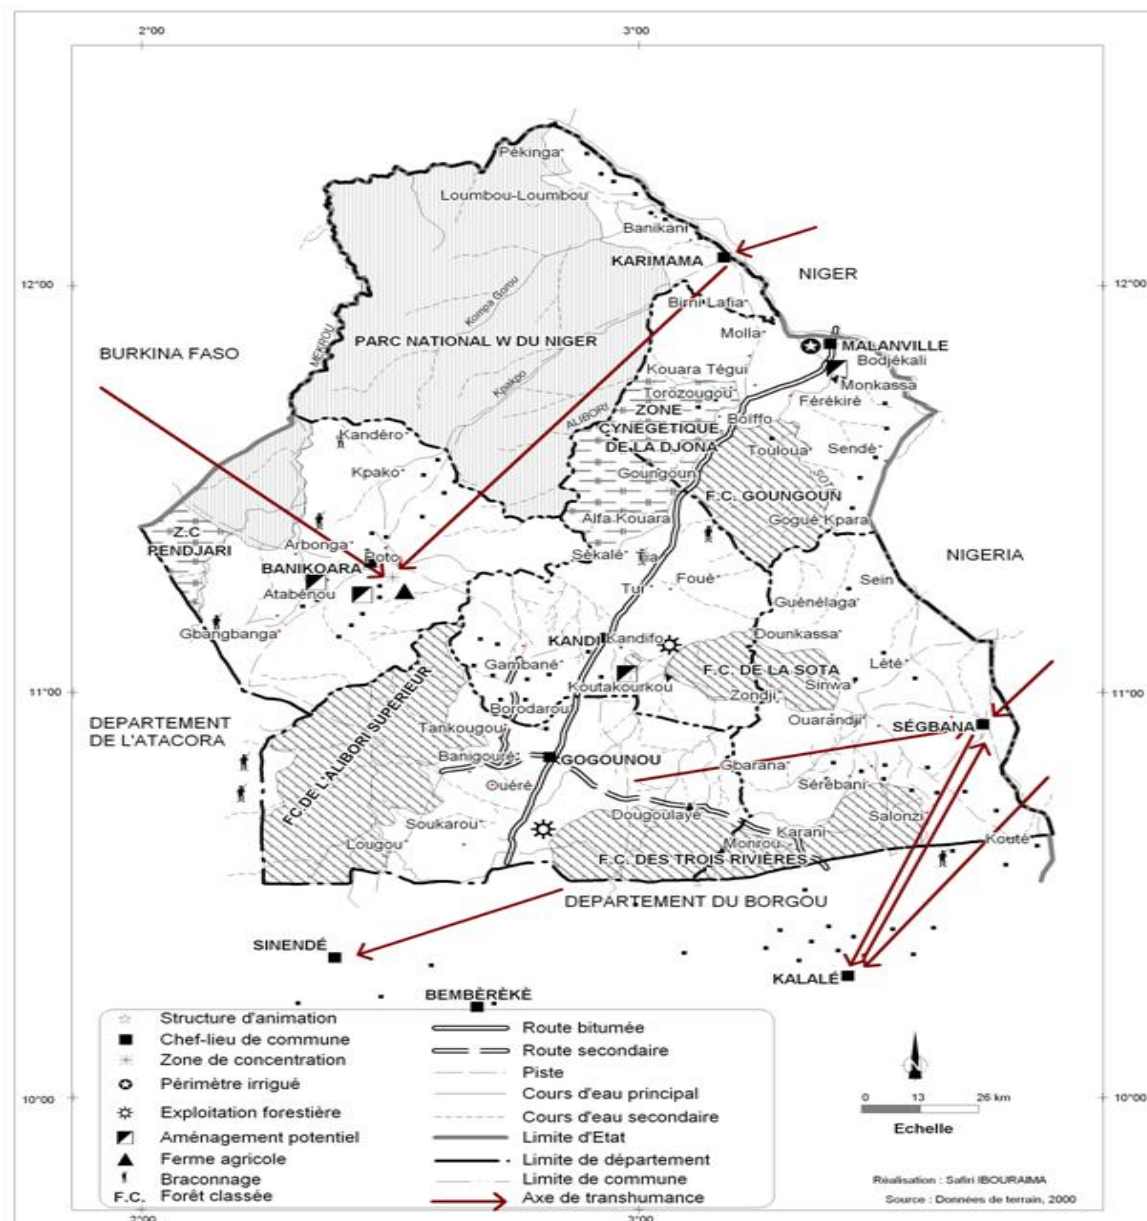 2°00
3°00
Pékinga
Loumbou-Loumbou
Banikani
KARIMAMA
NIGER
12°00
12°00
Birni Lafia
Kompa Gorou
Molla
PARC NATIONAL W DU NIGER
MEKROU
BURKINA FASO
MALANVILLE
Bodjékali
Kouara Tégui
Monkassa
Kpakpo
Torozougou
Férékiré
ALIBORI
ZONE
Boïffo
CYNEGETIQUE
Kandéro
DE LA DJONA
Touloua
Sendé
Kpako
Goungoun
SOTA
F.C. GOUNGOUN
Alfa Kouara
Goguè Kpara
Z.C
PENDJARI
Arbonga
Poto
Sékalé
NIGERIA
BANIKOARA
Fouè
Sein
Tui
Atabénou
Guénélaga
Gbangbanga
KANDI
Kandifo
Dounkassa
Gambané
F.C. DE LA SOTA
Lété
Koutakourkou
Sinwa
Zondji
11°00
11°00
Borodarou
Ouarandji
SÉGBANA
DEPARTEMENT
DE L'ATACORA
Tankougou
FC. DE L'ALIBORI SUPERIEUR
Banigouré
GOGOUNOU
Gbarana
Ouéré
Sérébani
Dougoulaye
Salonzi
Soukarou
Karani
Kouté
Lougou
Monrou
F.C. DES TROIS RIVIÈRES
DEPARTEMENT DU BORGOU
SINENDÉ
KALALÉ
BEMBÈRÈKÈ
Structure d'animation
Chef-lieu de commune
Zone de concentration
Périmètre irrigué
Exploitation forestière
Aménagement potentiel
Ferme agricole
Braconnage
F.C. Forêt classée
Route bitumée
Route secondaire
Piste
Cours d'eau principal
Cours d'eau secondaire
Limite d'Etat
Limite de département
Limite de commune
Axe de transhumance
N
0 13 26 km
Echelle
10°00
10°00
Réalisation : Safiri IBOURAIMA
Source : Données de terrain, 2000
2°00
3°00